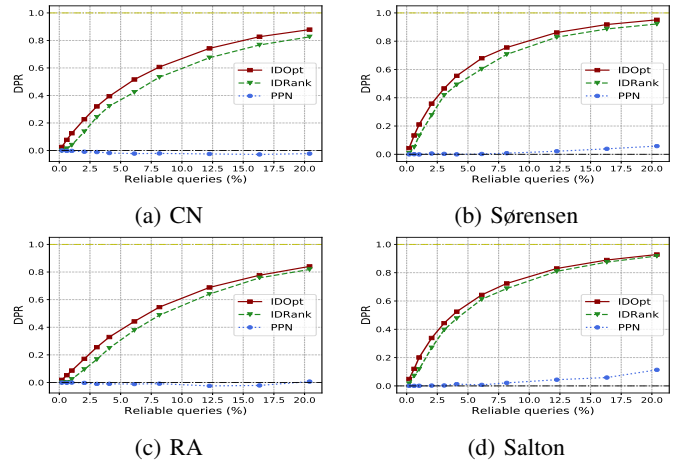 1.0
0.8
0.6
0.4
0.2
0.0
DPR
IDOpt
IDRank
PPN
0.0 2.5 5.0 7.5 10.0 12.5 15.0 17.5 20.0
Reliable queries (%)
(a) CN
1.0
0.8
0.6
0.4
0.2
0.0
DPR
IDOpt
IDRank
PPN
0.0 2.5 5.0 7.5 10.0 12.5 15.0 17.5 20.0
Reliable queries (%)
(b) Sørensen
1.0
0.8
0.6
0.4
0.2
0.0
DPR
IDOpt
IDRank
PPN
0.0 2.5 5.0 7.5 10.0 12.5 15.0 17.5 20.0
Reliable queries (%)
(c) RA
1.0
0.8
0.6
0.4
0.2
0.0
DPR
IDOpt
IDRank
PPN
0.0 2.5 5.0 7.5 10.0 12.5 15.0 17.5 20.0
Reliable queries (%)
(d) Salton